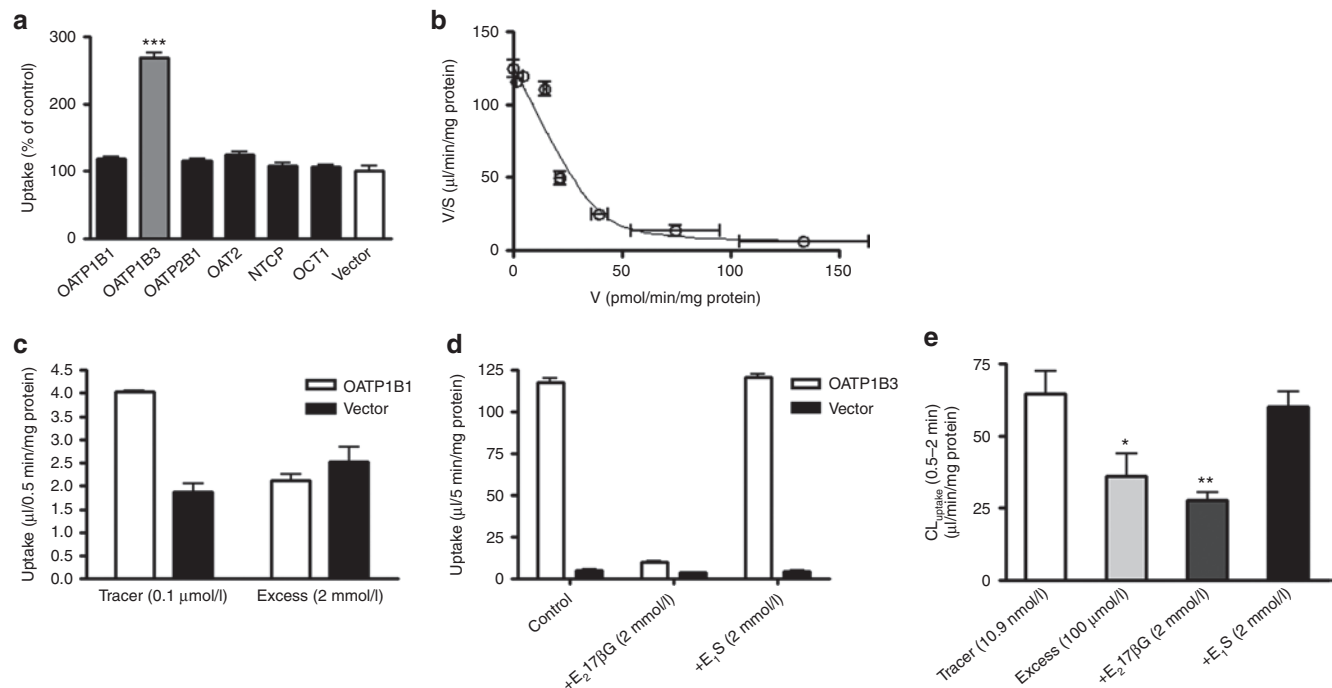 a
Uptake (% of control)
300
200
100
0
***
OATP1B1
OATP1B3
OATP2B1
OAT2
NTCP
OCT1
Vector
b
V/S (μl/min/mg protein)
150
100
50
0
0
50
100
150
V (pmol/min/mg protein)
c
Uptake (μl/0.5 min/mg protein)
4.5
4.0
3.5
3.0
2.5
2.0
1.5
1.0
0.5
0.0
OATP1B1
Vector
Tracer (0.1 μmol/l)
Excess (2 mmol/l)
d
Uptake (μl/5 min/mg protein)
125
100
75
50
25
0
OATP1B3
Vector
Control
+E₂17βG (2 mmol/l)
+E₁S (2 mmol/l)
e
CLuptake (0.5–2 min)
(μl/min/mg protein)
75
50
25
0
*
**
Tracer (10.9 nmol/l)
Excess (100 μmol/l)
+E₂17βG (2 mmol/l)
+E₁S (2 mmol/l)